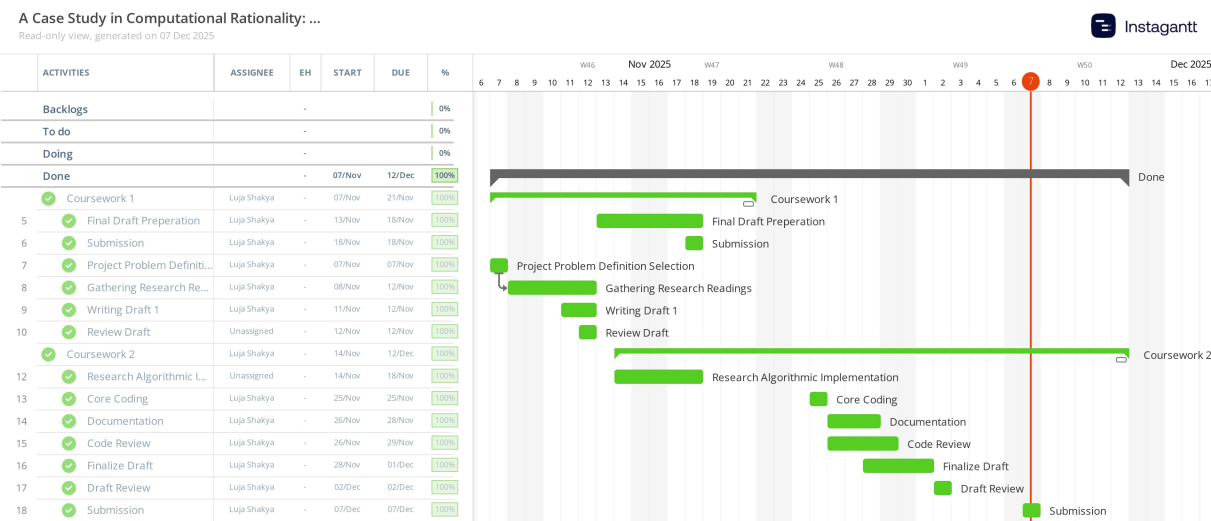 A Case Study in Computational Rationality: ...
Read-only view, generated on 07 Dec 2025
Instagantt
ACTIVITIES ASSIGNEE EH START DUE %
W46 Nov 2025 W47 W48 W49 W50 Dec 2025
6 7 8 9 10 11 12 13 14 15 16 17 18 19 20 21 22 23 24 25 26 27 28 29 30 1 2 3 4 5 6 7 8 9 10 11 12 13 14 15 16
Backlogs - 0%
To do - 0%
Doing - 0%
Done - 07/Nov 12/Dec 100% Done
Coursework 1 Luja Shakya - 07/Nov 21/Nov 100% Coursework 1
5 Final Draft Preperation Luja Shakya - 13/Nov 18/Nov 100% Final Draft Preperation
6 Submission Luja Shakya - 18/Nov 18/Nov 100% Submission
7 Project Problem Definiti... Luja Shakya - 07/Nov 07/Nov 100% Project Problem Definition Selection
8 Gathering Research Re... Luja Shakya - 08/Nov 12/Nov 100% Gathering Research Readings
9 Writing Draft 1 Luja Shakya - 11/Nov 12/Nov 100% Writing Draft 1
10 Review Draft Unassigned - 12/Nov 12/Nov 100% Review Draft
Coursework 2 Luja Shakya - 14/Nov 12/Dec 100% Coursework 2
12 Research Algorithmic I... Unassigned - 14/Nov 18/Nov 100% Research Algorithmic Implementation
13 Core Coding Luja Shakya - 25/Nov 25/Nov 100% Core Coding
14 Documentation Luja Shakya - 26/Nov 28/Nov 100% Documentation
15 Code Review Luja Shakya - 26/Nov 29/Nov 100% Code Review
16 Finalize Draft Luja Shakya - 28/Nov 01/Dec 100% Finalize Draft
17 Draft Review Luja Shakya - 02/Dec 02/Dec 100% Draft Review
18 Submission Luja Shakya - 07/Dec 07/Dec 100% Submission